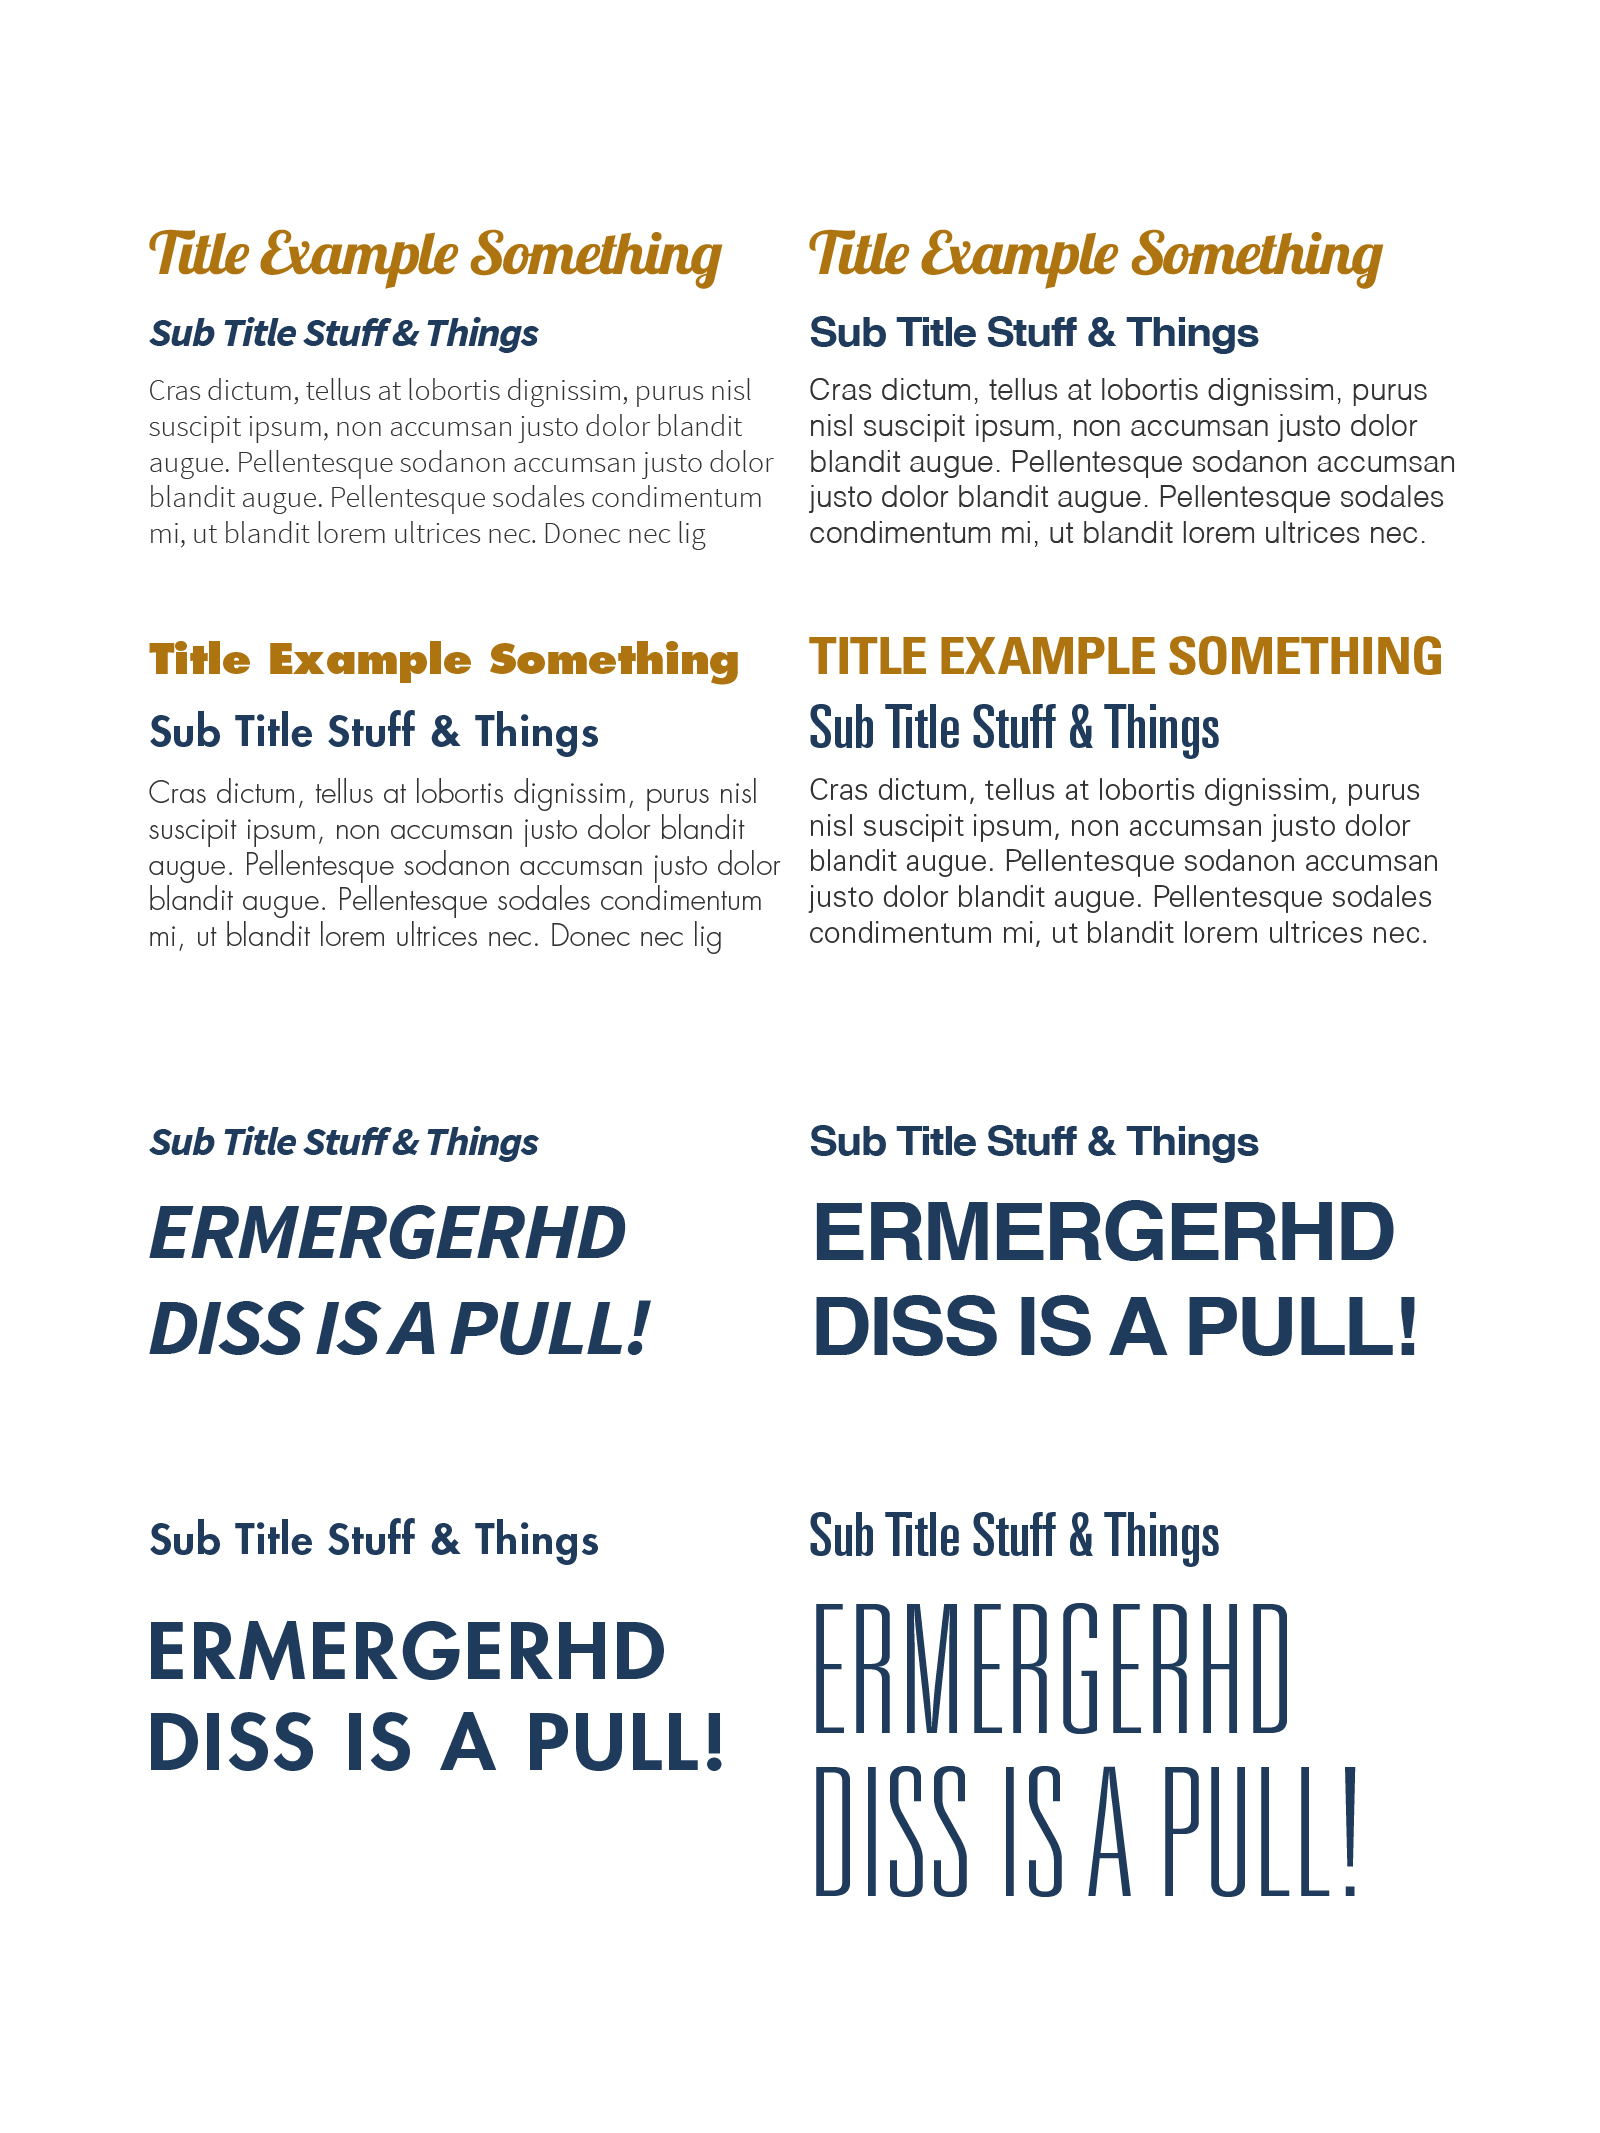 Title Example Something
Sub Title Stuff & Things
Cras dictum, tellus at lobortis dignissim, purus nisl
suscipit ipsum, non accumsan justo dolor blandit
augue. Pellentesque sodanon accumsan justo dolor
blandit augue. Pellentesque sodales condimentum
mi, ut blandit lorem ultrices nec. Donec nec lig
Title Example Something
Sub Title Stuff & Things
Cras dictum, tellus at lobortis dignissim, purus
nisl suscipit ipsum, non accumsan justo dolor
blandit augue. Pellentesque sodanon accumsan
justo dolor blandit augue. Pellentesque sodales
condimentum mi, ut blandit lorem ultrices nec.
Title Example Something
Sub Title Stuff & Things
Cras dictum, tellus at lobortis dignissim, purus nisl
suscipit ipsum, non accumsan justo dolor blandit
augue. Pellentesque sodanon accumsan justo dolor
blandit augue. Pellentesque sodales condimentum
mi, ut blandit lorem ultrices nec. Donec nec lig
TITLE EXAMPLE SOMETHING
Sub Title Stuff & Things
Cras dictum, tellus at lobortis dignissim, purus
nisl suscipit ipsum, non accumsan justo dolor
blandit augue. Pellentesque sodanon accumsan
justo dolor blandit augue. Pellentesque sodales
condimentum mi, ut blandit lorem ultrices nec.
Sub Title Stuff & Things
ERMERGERHD
DISS IS A PULL!
Sub Title Stuff & Things
ERMERGERHD
DISS IS A PULL!
Sub Title Stuff & Things
ERMERGERHD
DISS IS A PULL!
Sub Title Stuff & Things
ERMERGERHD
DISS IS A PULL!